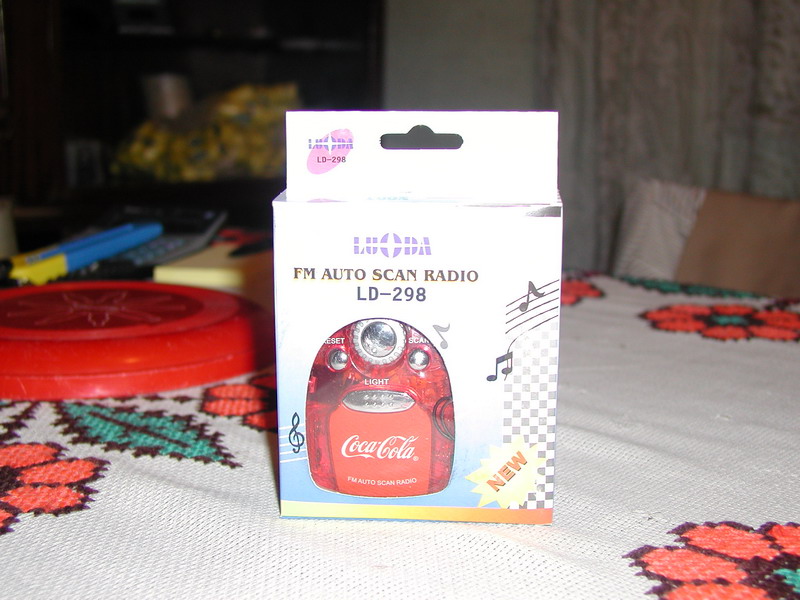 LUODA
LD-298
LUODA
FM AUTO SCAN RADIO
LD-298
RESET
SCAN
LIGHT
Coca-Cola®
FM AUTO SCAN RADIO
NEW